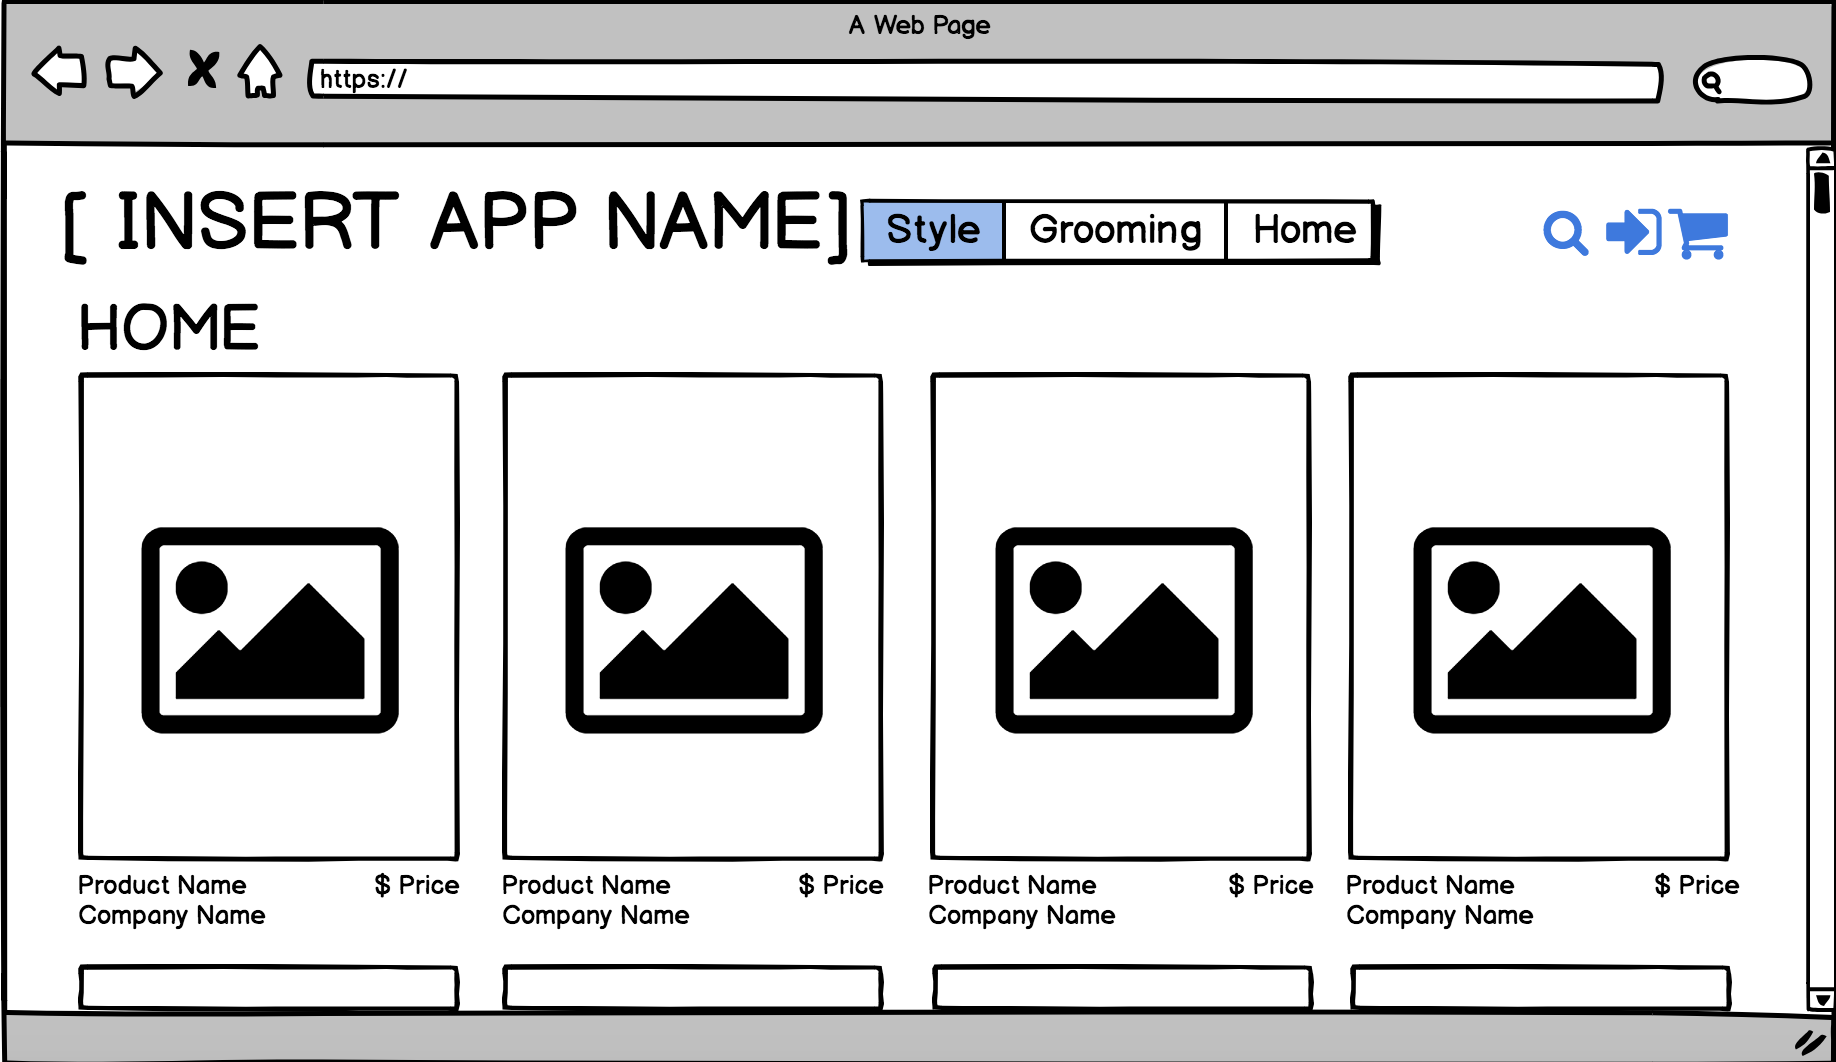 A Web Page
https://
[ INSERT APP NAME]
Style Grooming Home
HOME
Product Name $ Price
Company Name
Product Name $ Price
Company Name
Product Name $ Price
Company Name
Product Name $ Price
Company Name